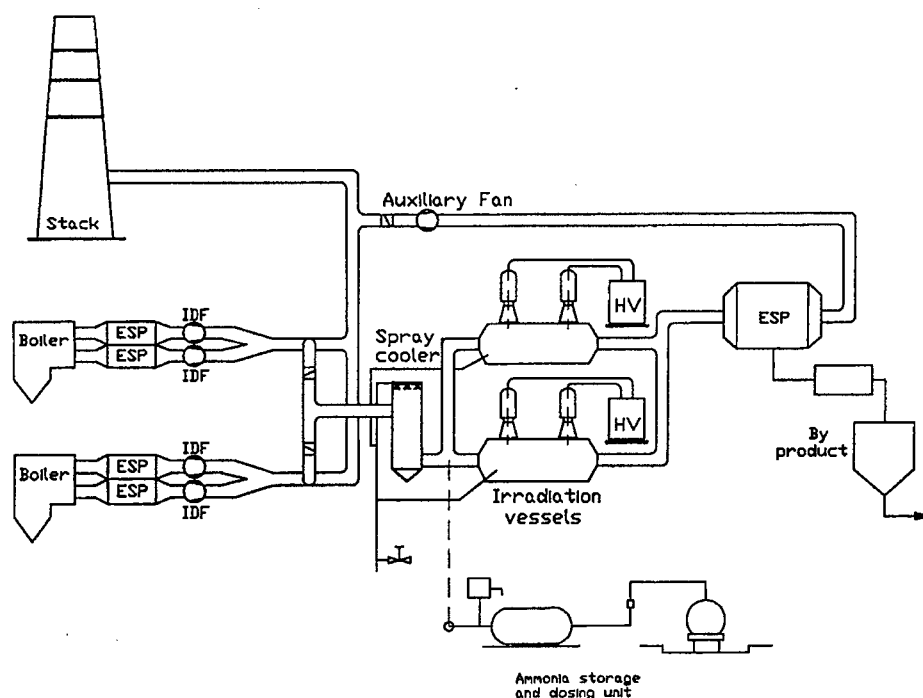 Stack
Auxiliary Fan
HV
ESP
IDF
Boiler
ESP
ESP
IDF
Spray
cooler
HV
By
product
IDF
Boiler
ESP
ESP
IDF
Irradiation
vessels
Ammonia storage
and dosing unit